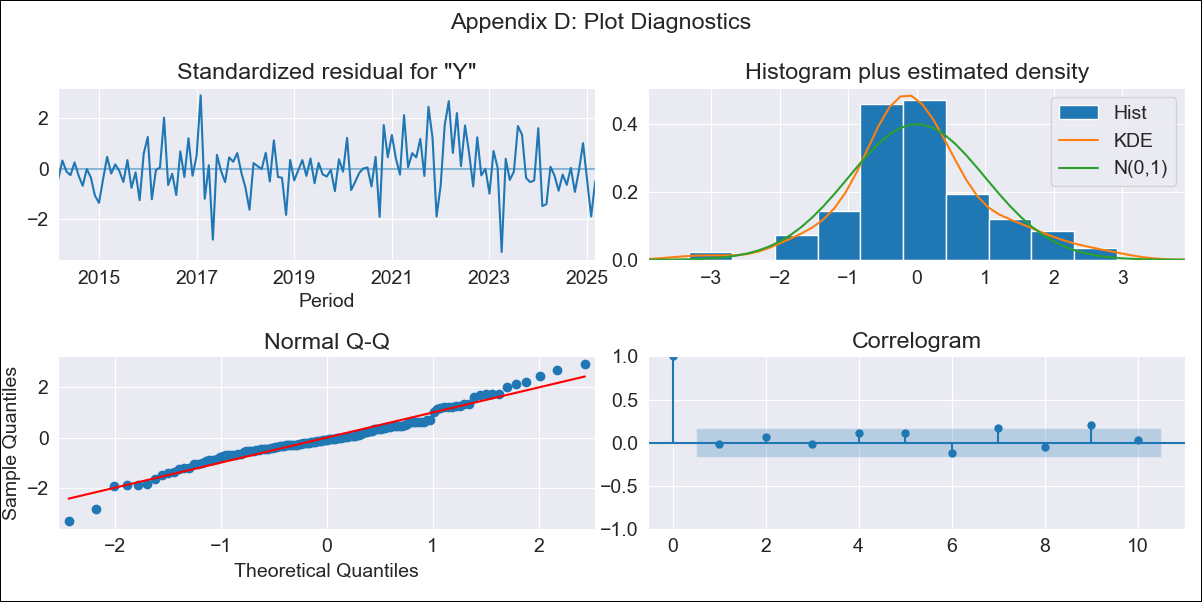 Appendix D: Plot Diagnostics
Standardized residual for "Y"
2
0
−2
2015 2017 2019 2021 2023 2025
Period
Histogram plus estimated density
0.4
0.2
0.0
−3 −2 −1 0 1 2 3
Hist
KDE
N(0,1)
Normal Q-Q
Sample Quantiles
2
0
−2
−2 −1 0 1 2
Theoretical Quantiles
Correlogram
1.0
0.5
0.0
−0.5
−1.0
0 2 4 6 8 10